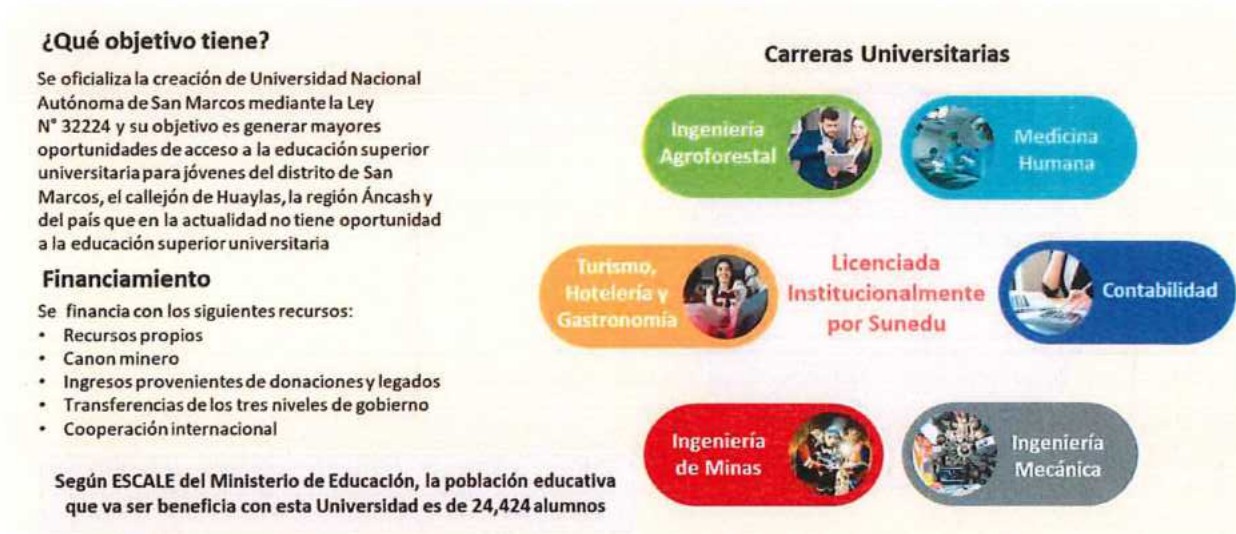 ¿Qué objetivo tiene?
Se oficializa la creación de Universidad Nacional
Autónoma de San Marcos mediante la Ley
N° 32224 y su objetivo es generar mayores
oportunidades de acceso a la educación superior
universitaria para jóvenes del distrito de San
Marcos, el callejón de Huaylas, la región Áncash y
del país que en la actualidad no tiene oportunidad
a la educación superior universitaria
Financiamiento
Se financia con los siguientes recursos:
• Recursos propios
• Canon minero
• Ingresos provenientes de donaciones y legados
• Transferencias de los tres niveles de gobierno
• Cooperación internacional
Según ESCALE del Ministerio de Educación, la población educativa
que va ser beneficia con esta Universidad es de 24,424 alumnos
Carreras Universitarias
Ingeniería
Agroforestal
Medicina
Humana
Turismo,
Hotelería y
Gastronomía
Licenciada
Institucionalmente
por Sunedu
Contabilidad
Ingeniería
de Minas
Ingeniería
Mecánica